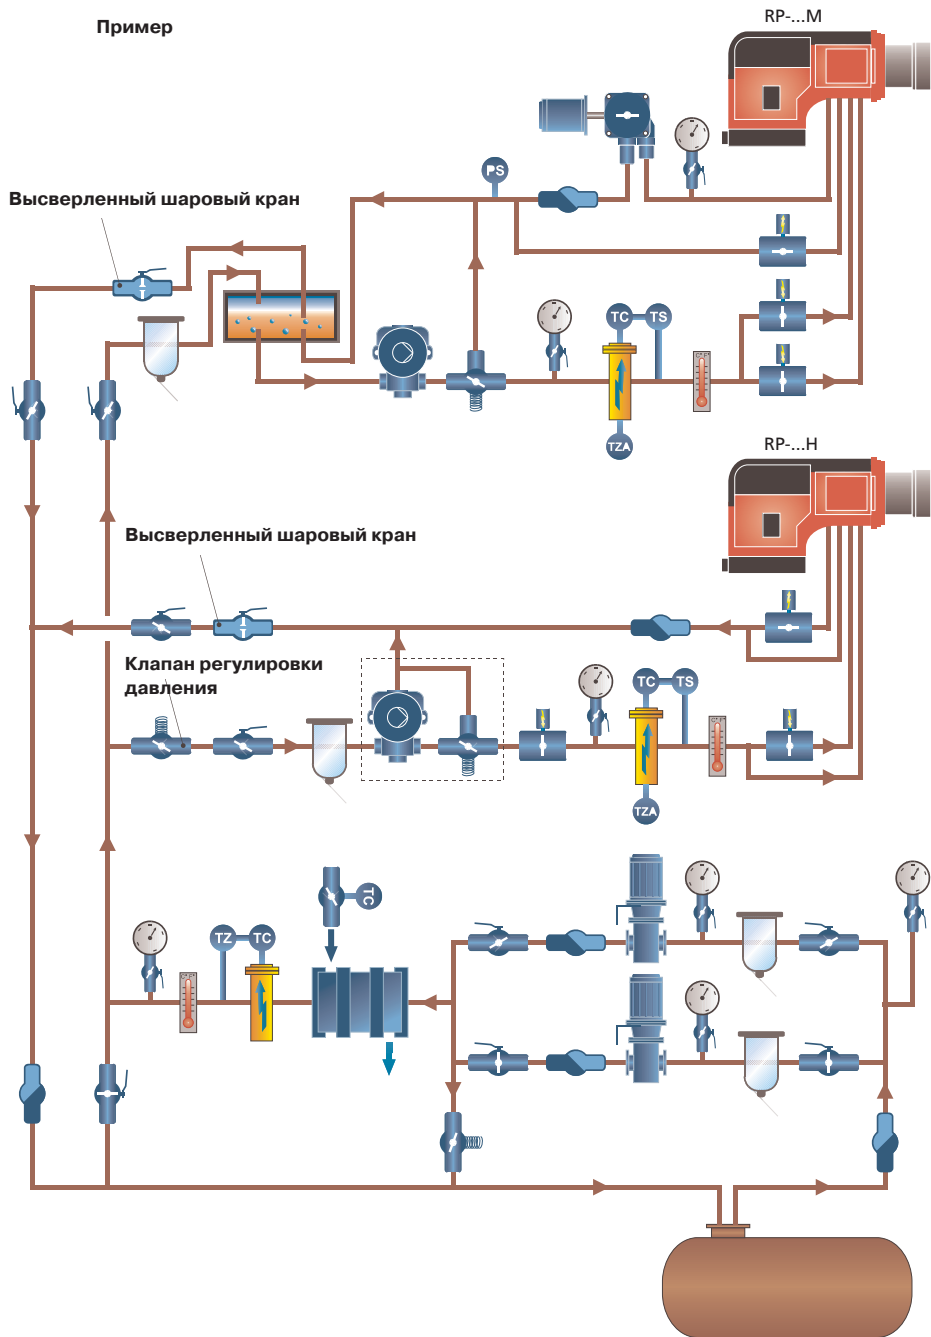 Пример
RP-...M
PS
Высверленный шаровый кран
TC TS
TZA
RP-...H
Высверленный шаровый кран
Клапан регулировки
давления
TC TS
TZA
TC
TZ TC